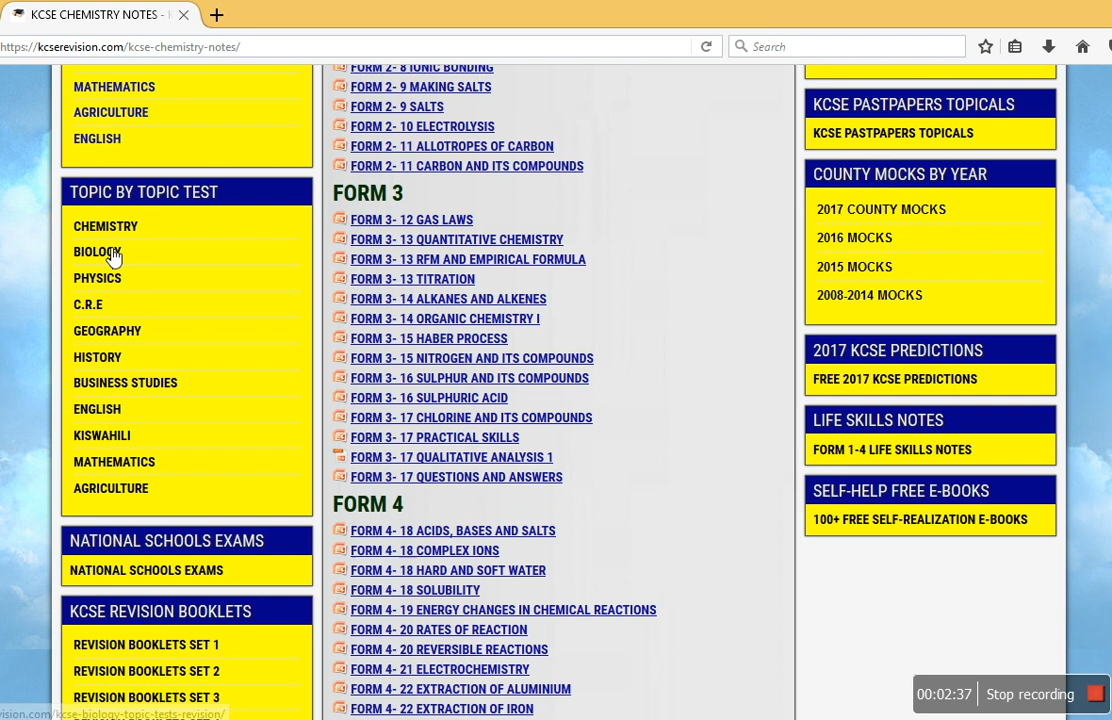 KCSE CHEMISTRY NOTES -
https://kcserevision.com/kcse-chemistry-notes/
Search
MATHEMATICS
AGRICULTURE
ENGLISH
TOPIC BY TOPIC TEST
CHEMISTRY
BIOLOGY
PHYSICS
C.R.E
GEOGRAPHY
HISTORY
BUSINESS STUDIES
ENGLISH
KISWAHILI
MATHEMATICS
AGRICULTURE
NATIONAL SCHOOLS EXAMS
NATIONAL SCHOOLS EXAMS
KCSE REVISION BOOKLETS
REVISION BOOKLETS SET 1
REVISION BOOKLETS SET 2
REVISION BOOKLETS SET 3
vision.com/kcse-biology-topic-tests-revision/
FORM 2- 8 IONIC BONDING
FORM 2- 9 MAKING SALTS
FORM 2- 9 SALTS
FORM 2- 10 ELECTROLYSIS
FORM 2- 11 ALLOTROPES OF CARBON
FORM 2- 11 CARBON AND ITS COMPOUNDS
FORM 3
FORM 3- 12 GAS LAWS
FORM 3- 13 QUANTITATIVE CHEMISTRY
FORM 3- 13 RFM AND EMPIRICAL FORMULA
FORM 3- 13 TITRATION
FORM 3- 14 ALKANES AND ALKENES
FORM 3- 14 ORGANIC CHEMISTRY I
FORM 3- 15 HABER PROCESS
FORM 3- 15 NITROGEN AND ITS COMPOUNDS
FORM 3- 16 SULPHUR AND ITS COMPOUNDS
FORM 3- 16 SULPHURIC ACID
FORM 3- 17 CHLORINE AND ITS COMPOUNDS
FORM 3- 17 PRACTICAL SKILLS
FORM 3- 17 QUALITATIVE ANALYSIS 1
FORM 3- 17 QUESTIONS AND ANSWERS
FORM 4
FORM 4- 18 ACIDS, BASES AND SALTS
FORM 4- 18 COMPLEX IONS
FORM 4- 18 HARD AND SOFT WATER
FORM 4- 18 SOLUBILITY
FORM 4- 19 ENERGY CHANGES IN CHEMICAL REACTIONS
FORM 4- 20 RATES OF REACTION
FORM 4- 20 REVERSIBLE REACTIONS
FORM 4- 21 ELECTROCHEMISTRY
FORM 4- 22 EXTRACTION OF ALUMINIUM
FORM 4- 22 EXTRACTION OF IRON
KCSE PASTPAPERS TOPICALS
KCSE PASTPAPERS TOPICALS
COUNTY MOCKS BY YEAR
2017 COUNTY MOCKS
2016 MOCKS
2015 MOCKS
2008-2014 MOCKS
2017 KCSE PREDICTIONS
FREE 2017 KCSE PREDICTIONS
LIFE SKILLS NOTES
FORM 1-4 LIFE SKILLS NOTES
SELF-HELP FREE E-BOOKS
100+ FREE SELF-REALIZATION E-BOOKS
00:02:37 Stop recording